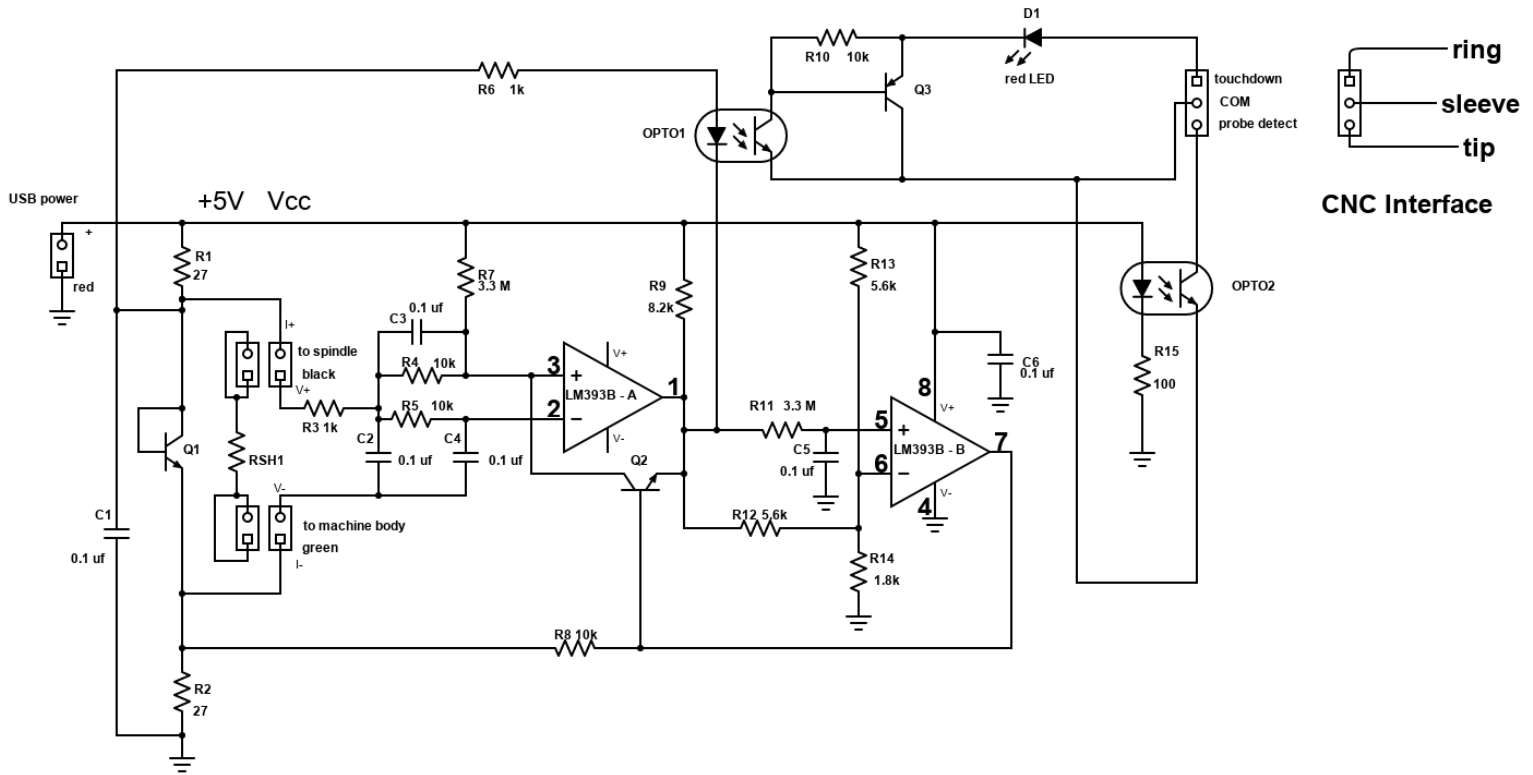 D1
R10 10k
red LED
Q3
ring
touchdown
COM
probe detect
sleeve
tip
R6 1k
OPTO1
CNC Interface
USB power
+5V Vcc
+
red
R1
27
R7
3.3 M
R9
8.2k
R13
5.6k
OPTO2
C3
0.1 uf
I+
to spindle
black
V+
R4 10k
R5 10k
R3 1k
3
+
2
−
V+
LM393B - A
V-
1
C6
0.1 uf
R15
100
8
V+
R11 3.3 M
5
+
LM393B - B
6
−
7
V-
4
C2
0.1 uf
C4
0.1 uf
C5
0.1 uf
Q1
RSH1
Q2
V-
to machine body
green
I-
C1
0.1 uf
R12 5.6k
R14
1.8k
R8 10k
R2
27